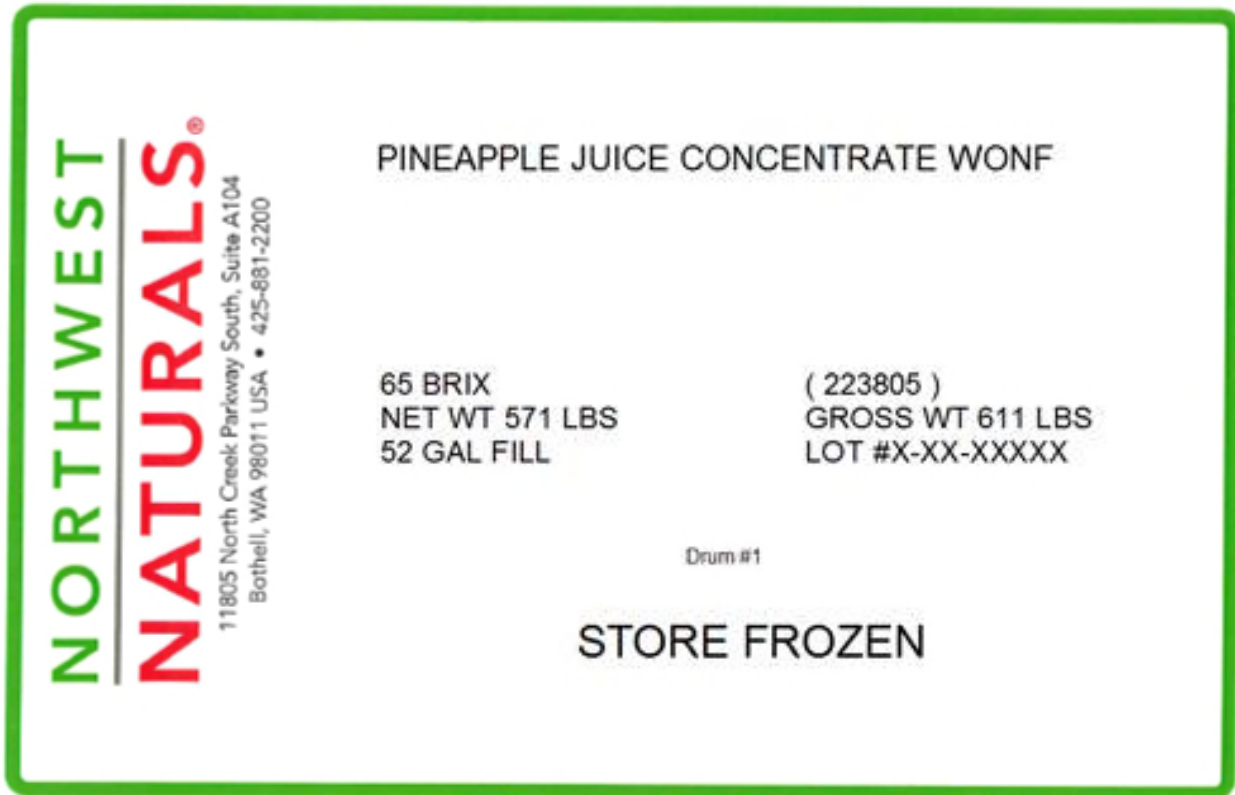 NORTHWEST
NATURALS®
11805 North Creek Parkway South, Suite A104
Bothell, WA 98011 USA • 425-881-2200
PINEAPPLE JUICE CONCENTRATE WONF
65 BRIX
( 223805 )
NET WT 571 LBS
GROSS WT 611 LBS
52 GAL FILL
LOT #X-XX-XXXXX
Drum #1
STORE FROZEN